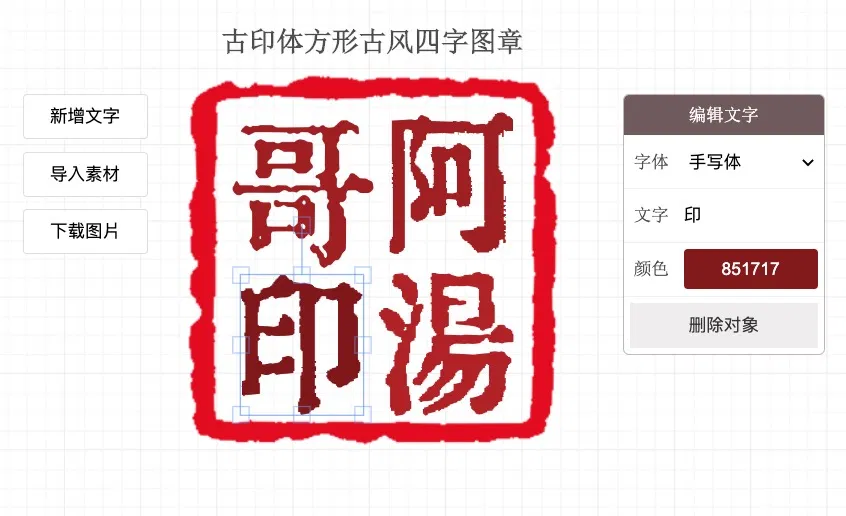 古印体方形古风四字图章
新增文字
导入素材
下载图片
阿湯
哥印
编辑文字
字体 手写体
文字 印
颜色 851717
删除对象